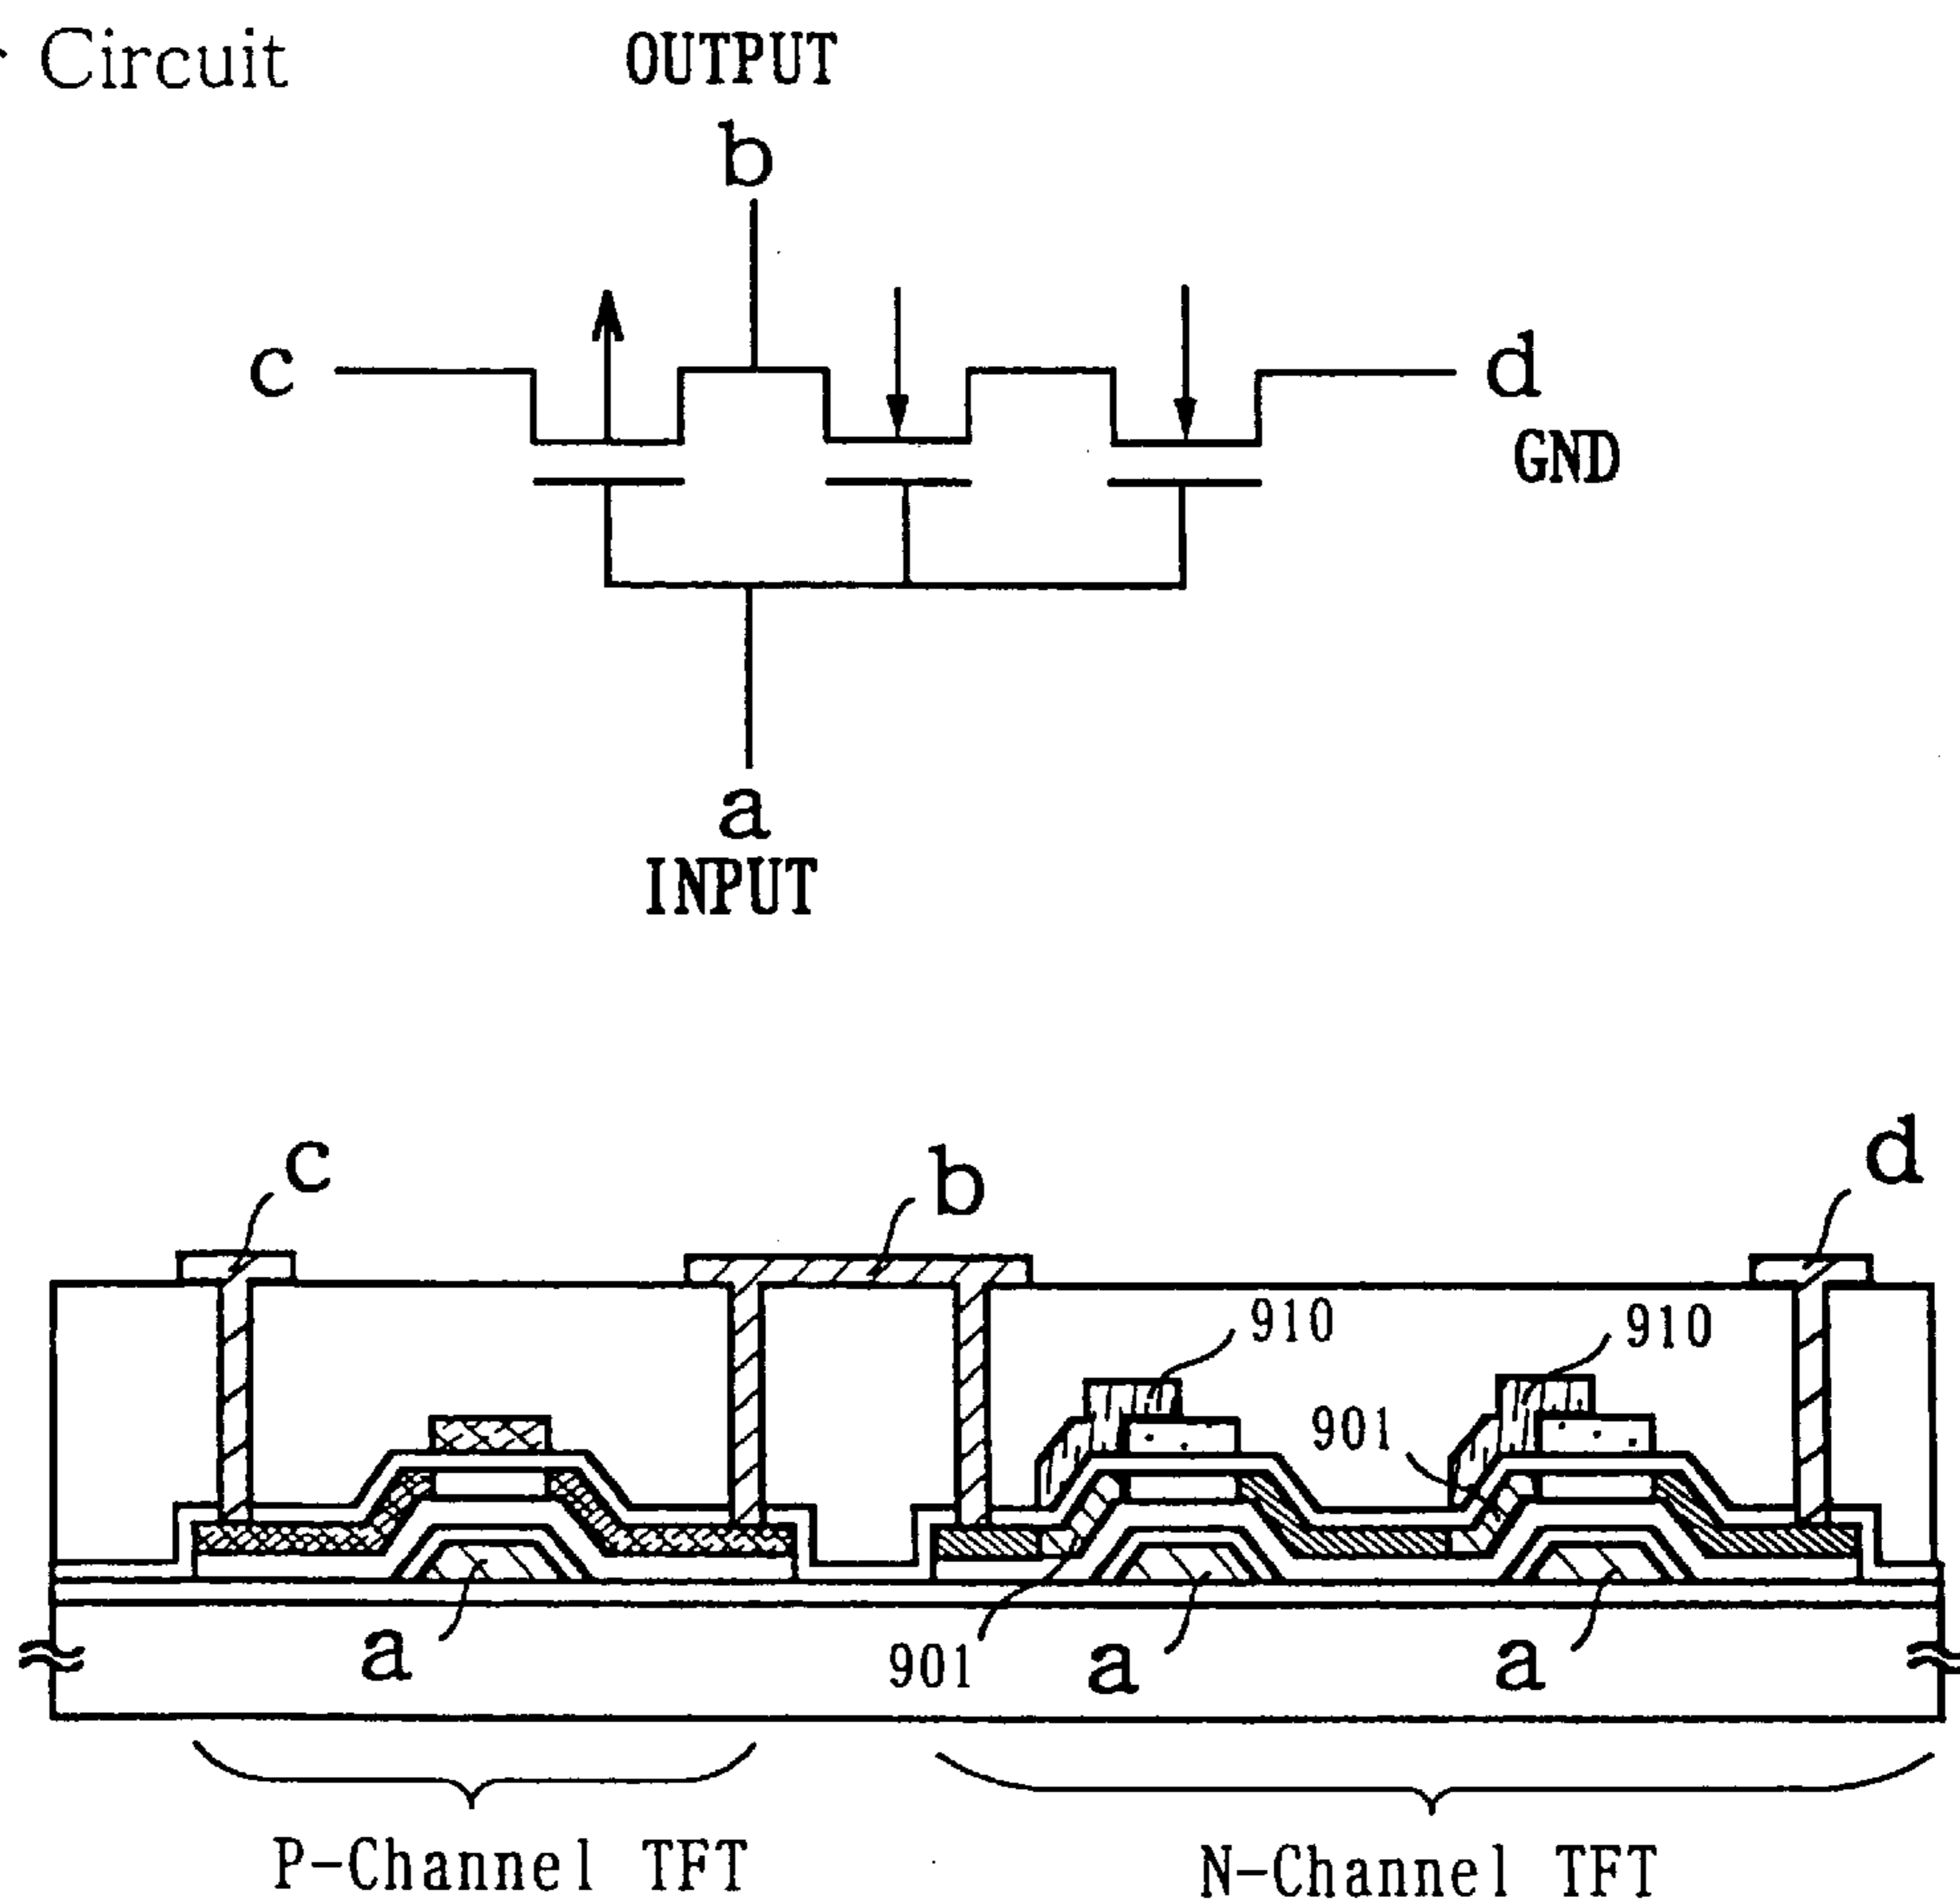 Circuit
OUTPUT
b
c
d
GND
a
INPUT
c
b
d
910
910
901
a
901
a
a
P-Channel TFT
N-Channel TFT